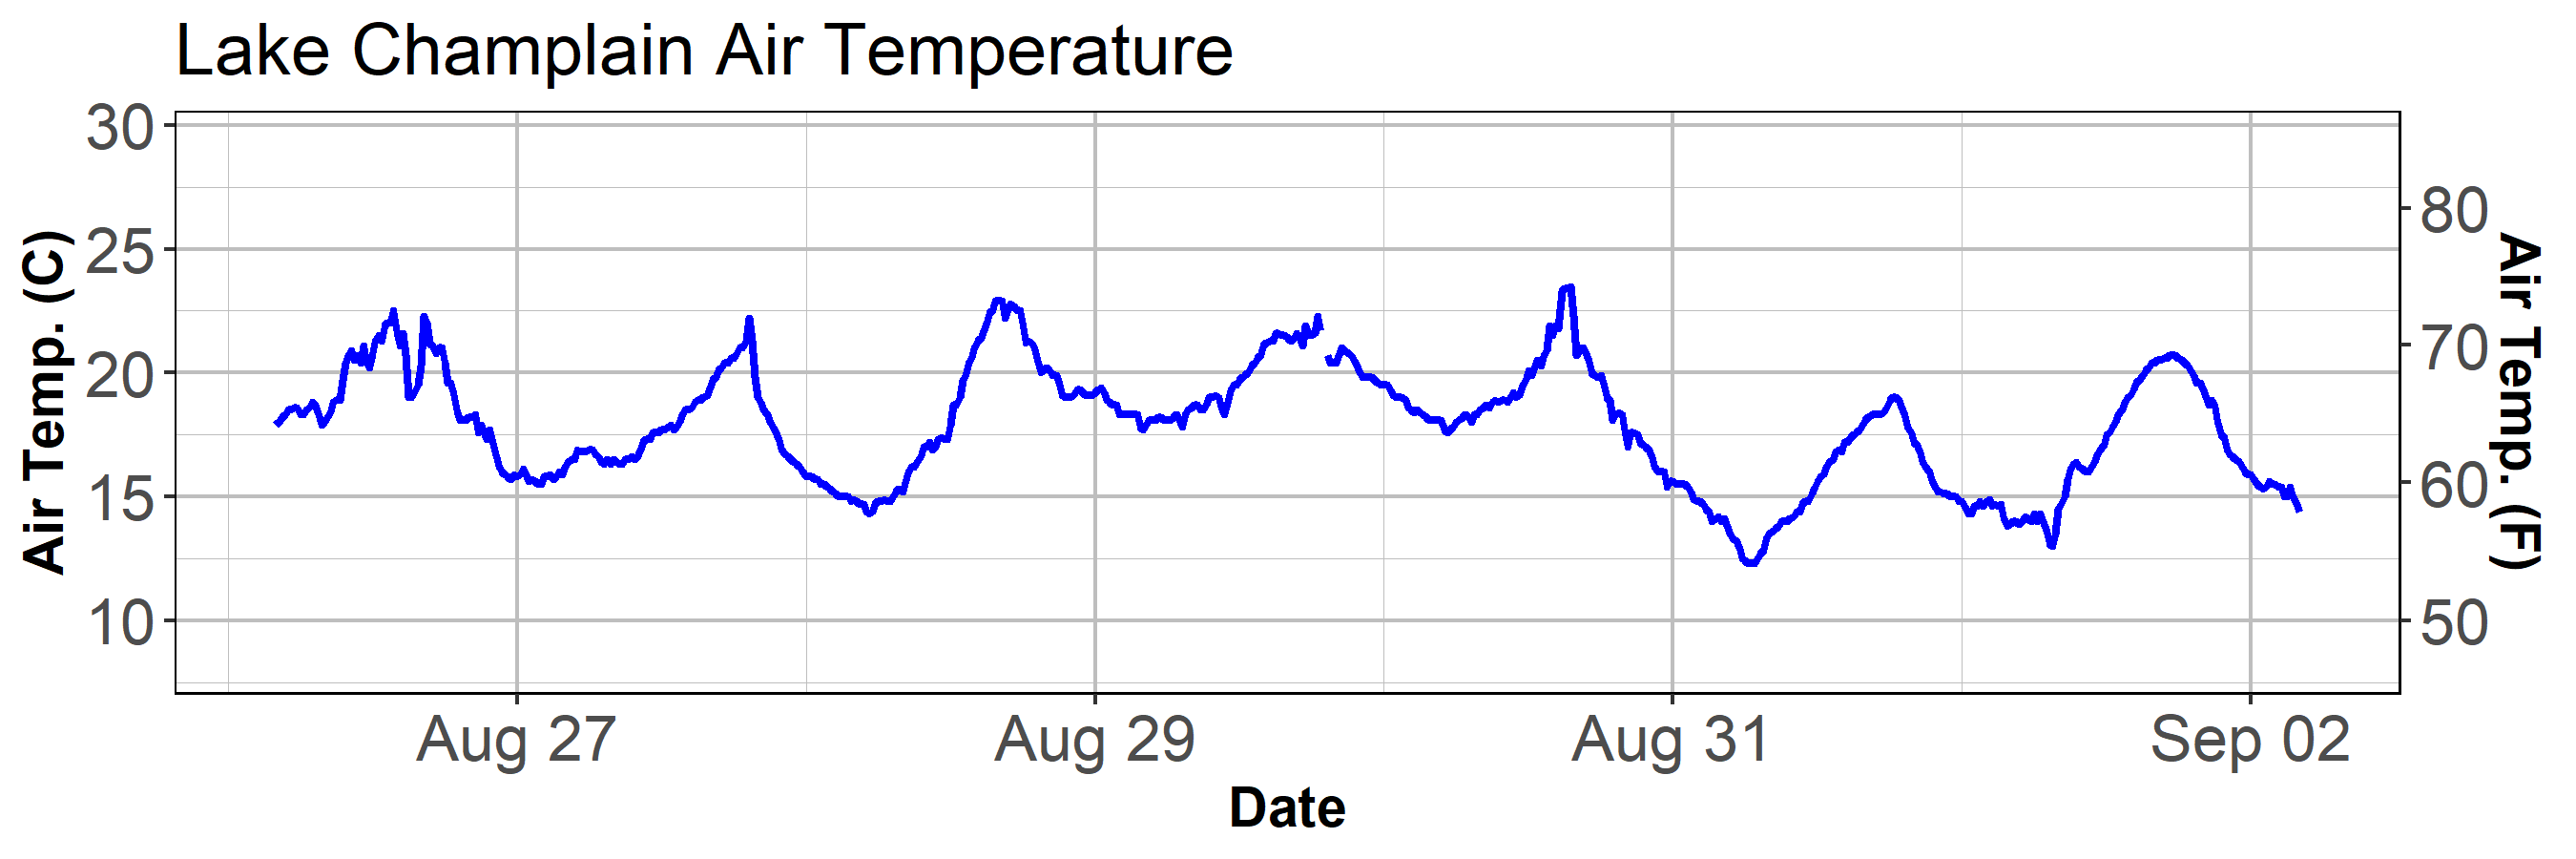 Lake Champlain Air Temperature
Air Temp. (C)
30
25
20
15
10
80
70
60
50
Air Temp. (F)
Aug 27 Aug 29 Aug 31 Sep 02
Date